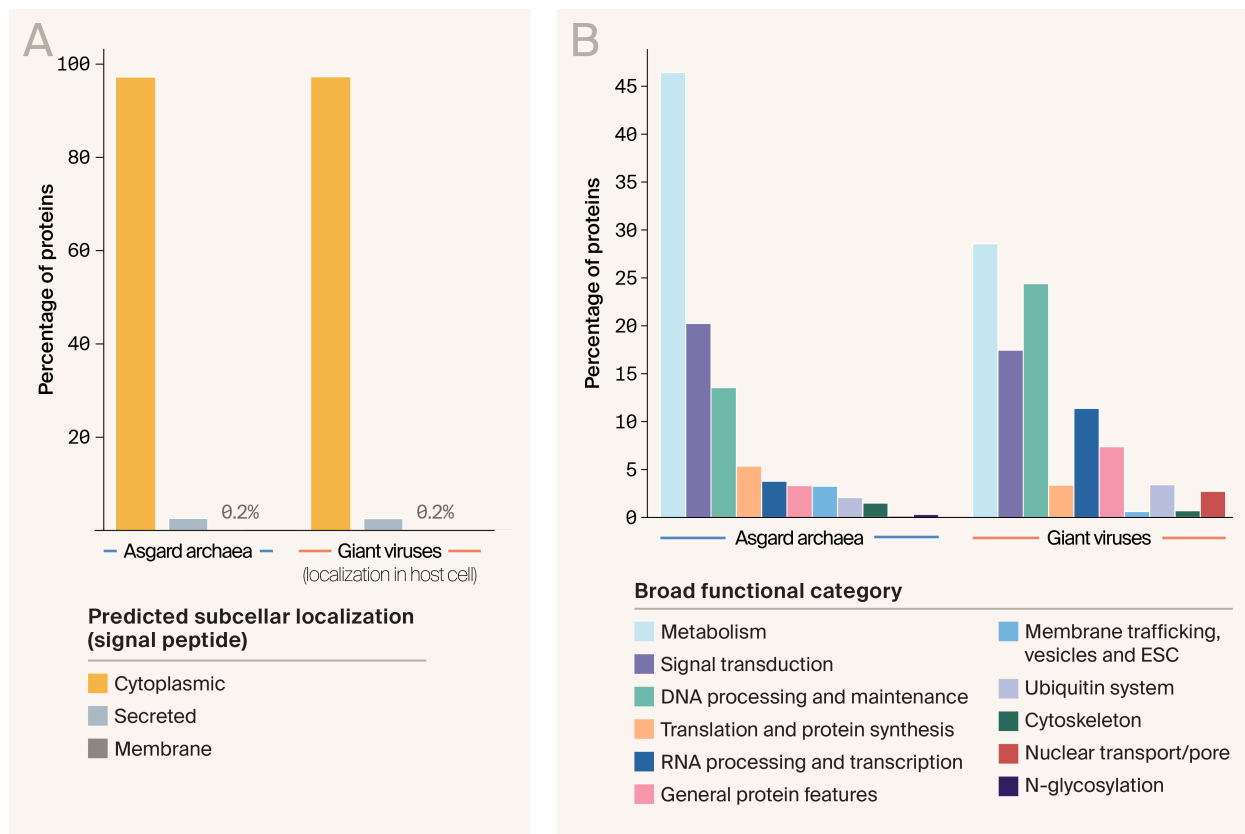 A
100
80
60
40
20
Percentage of proteins
0.2%
0.2%
Asgard archaea
Giant viruses
(localization in host cell)
Predicted subcellar localization
(signal peptide)
Cytoplasmic
Secreted
Membrane
B
45
40
35
30
25
20
15
10
5
0
Percentage of proteins
Asgard archaea
Giant viruses
Broad functional category
Metabolism
Signal transduction
DNA processing and maintenance
Translation and protein synthesis
RNA processing and transcription
General protein features
Membrane trafficking,
vesicles and ESC
Ubiquitin system
Cytoskeleton
Nuclear transport/pore
N-glycosylation